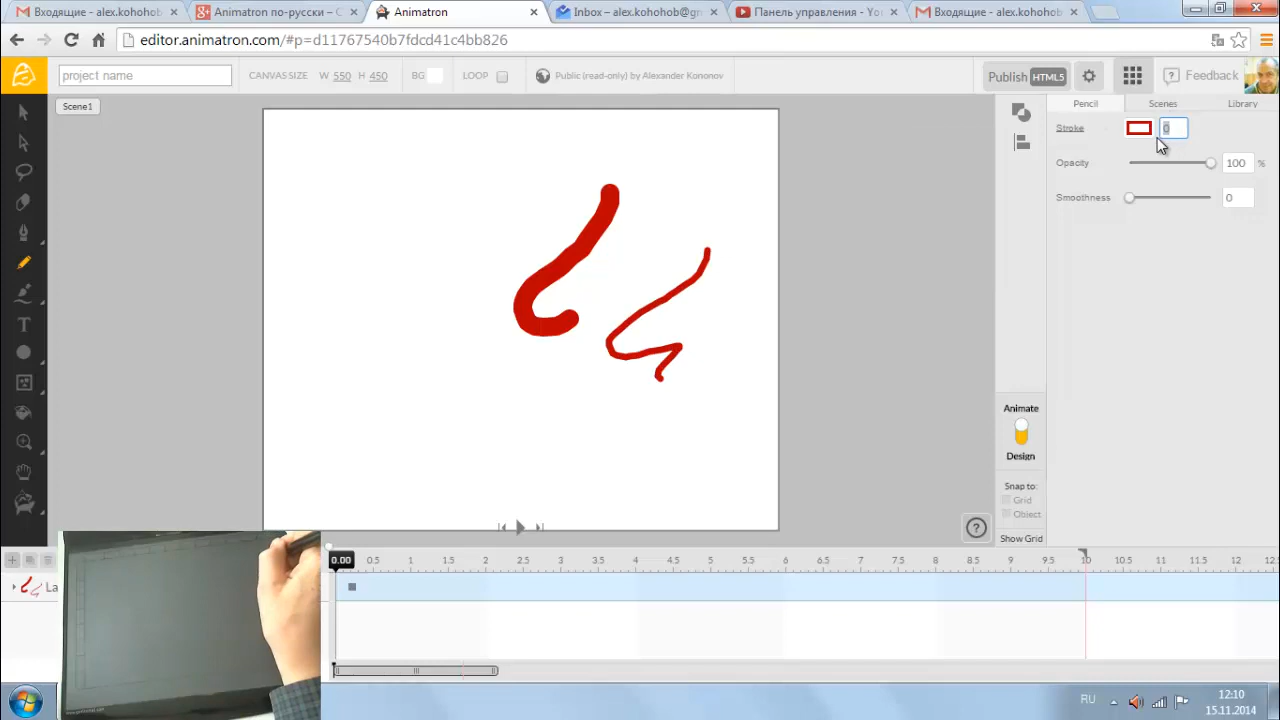 Входящие - alex.kohohob
Animatron по-русски – C
Animatron
Inbox – alex.kohohob@g
Панель управления - Yo
Входящие - alex.kohohob
editor.animatron.com/#p=d11767540b7fdcd41c4bb826
project name
CANVAS SIZE W 550 H 450
BG
LOOP
Public (read-only) by Alexander Kononov
Publish HTML5
Feedback
Scene1
Pencil
Scenes
Library
Stroke 0
Opacity 100 %
Smoothness 0
Animate
Design
Snap to:
Grid
Object
Show Grid
0.00 0.5 1 1.5 2 2.5 3 3.5 4 4.5 5 5.5 6 6.5 7 7.5 8 8.5 9 9.5 10 10.5 11 11.5 12 12.5
La
RU
12:10
15.11.2014